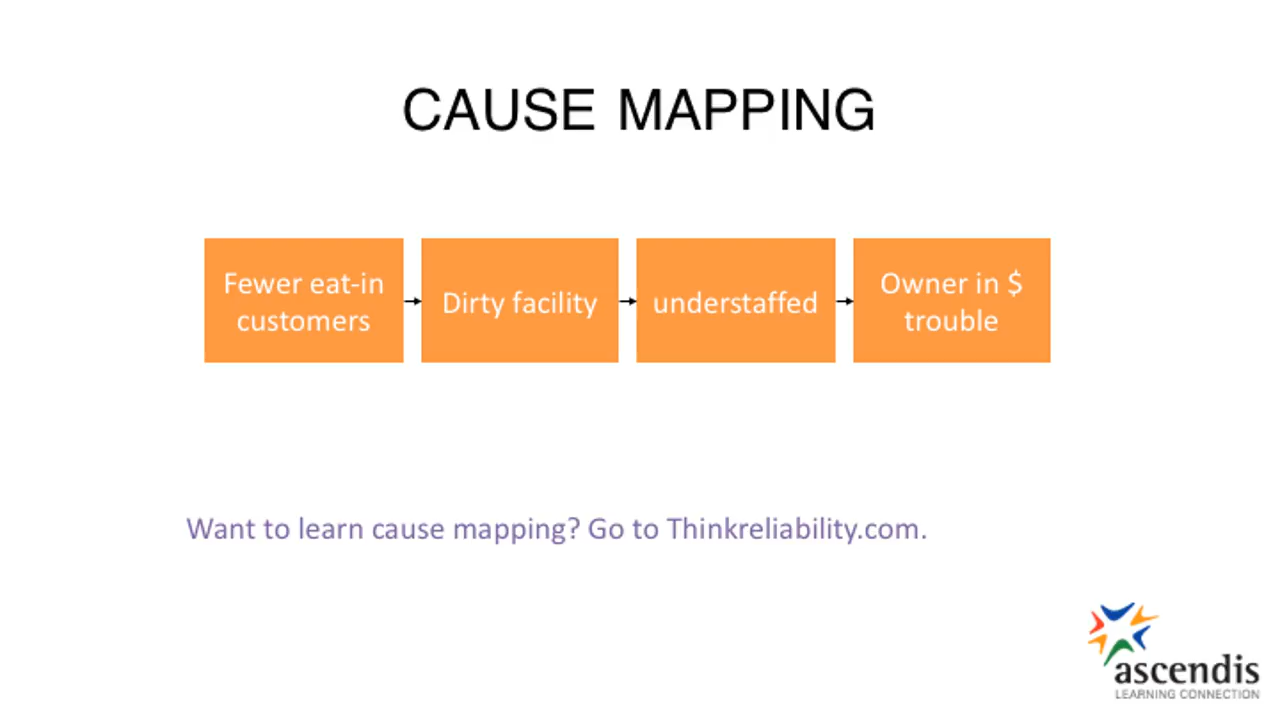 CAUSE MAPPING
Fewer eat-in
customers
Dirty facility
understaffed
Owner in $
trouble
Want to learn cause mapping? Go to Thinkreliability.com.
ascendis
LEARNING CONNECTION